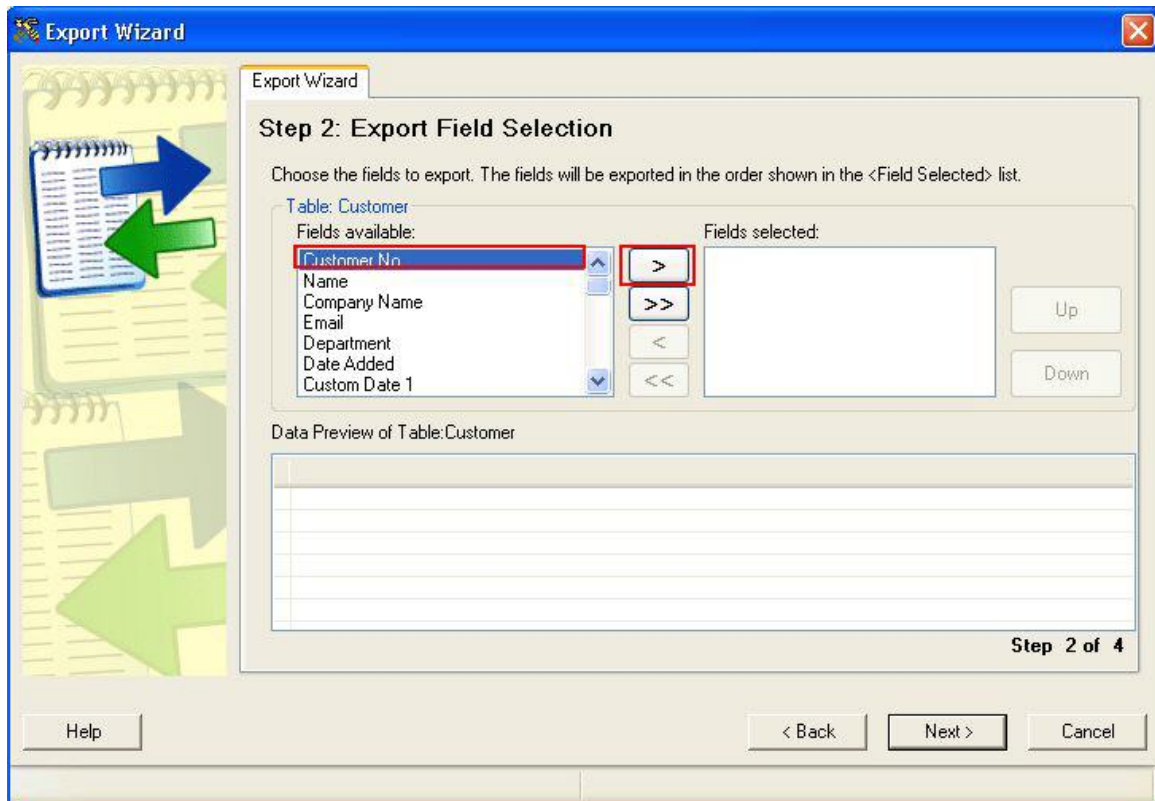 Export Wizard
Export Wizard
Step 2: Export Field Selection
Choose the fields to export. The fields will be exported in the order shown in the <Field Selected> list.
Table: Customer
Fields available:
Fields selected:
Customer No
Name
Company Name
Email
Department
Date Added
Custom Date 1
>
>>
<
<<
Up
Down
Data Preview of Table:Customer
Step 2 of 4
Help
< Back
Next >
Cancel